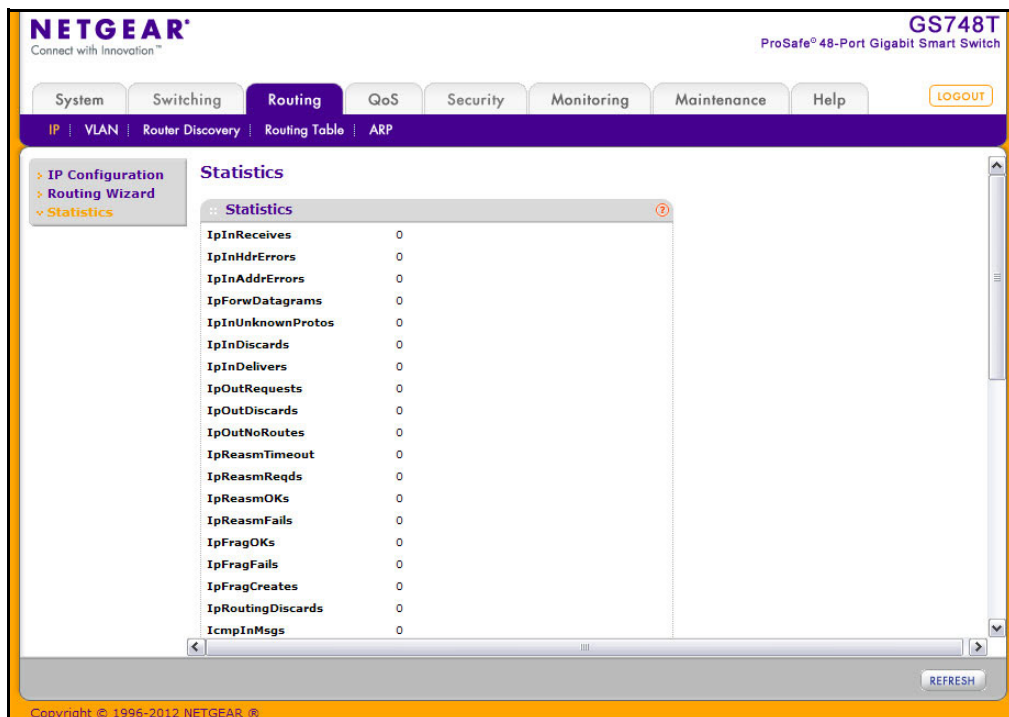 NETGEAR®
Connect with Innovation™
GS748T
ProSafe® 48-Port Gigabit Smart Switch
System Switching Routing QoS Security Monitoring Maintenance Help LOGOUT
IP | VLAN | Router Discovery | Routing Table | ARP
IP Configuration
Routing Wizard
Statistics
Statistics
Statistics ?
IpInReceives 0
IpInHdrErrors 0
IpInAddrErrors 0
IpForwDatagrams 0
IpInUnknownProtos 0
IpInDiscards 0
IpInDelivers 0
IpOutRequests 0
IpOutDiscards 0
IpOutNoRoutes 0
IpReasmTimeout 0
IpReasmReqds 0
IpReasmOKs 0
IpReasmFails 0
IpFragOKs 0
IpFragFails 0
IpFragCreates 0
IpRoutingDiscards 0
IcmpInMsgs 0
REFRESH
Copyright © 1996-2012 NETGEAR ®